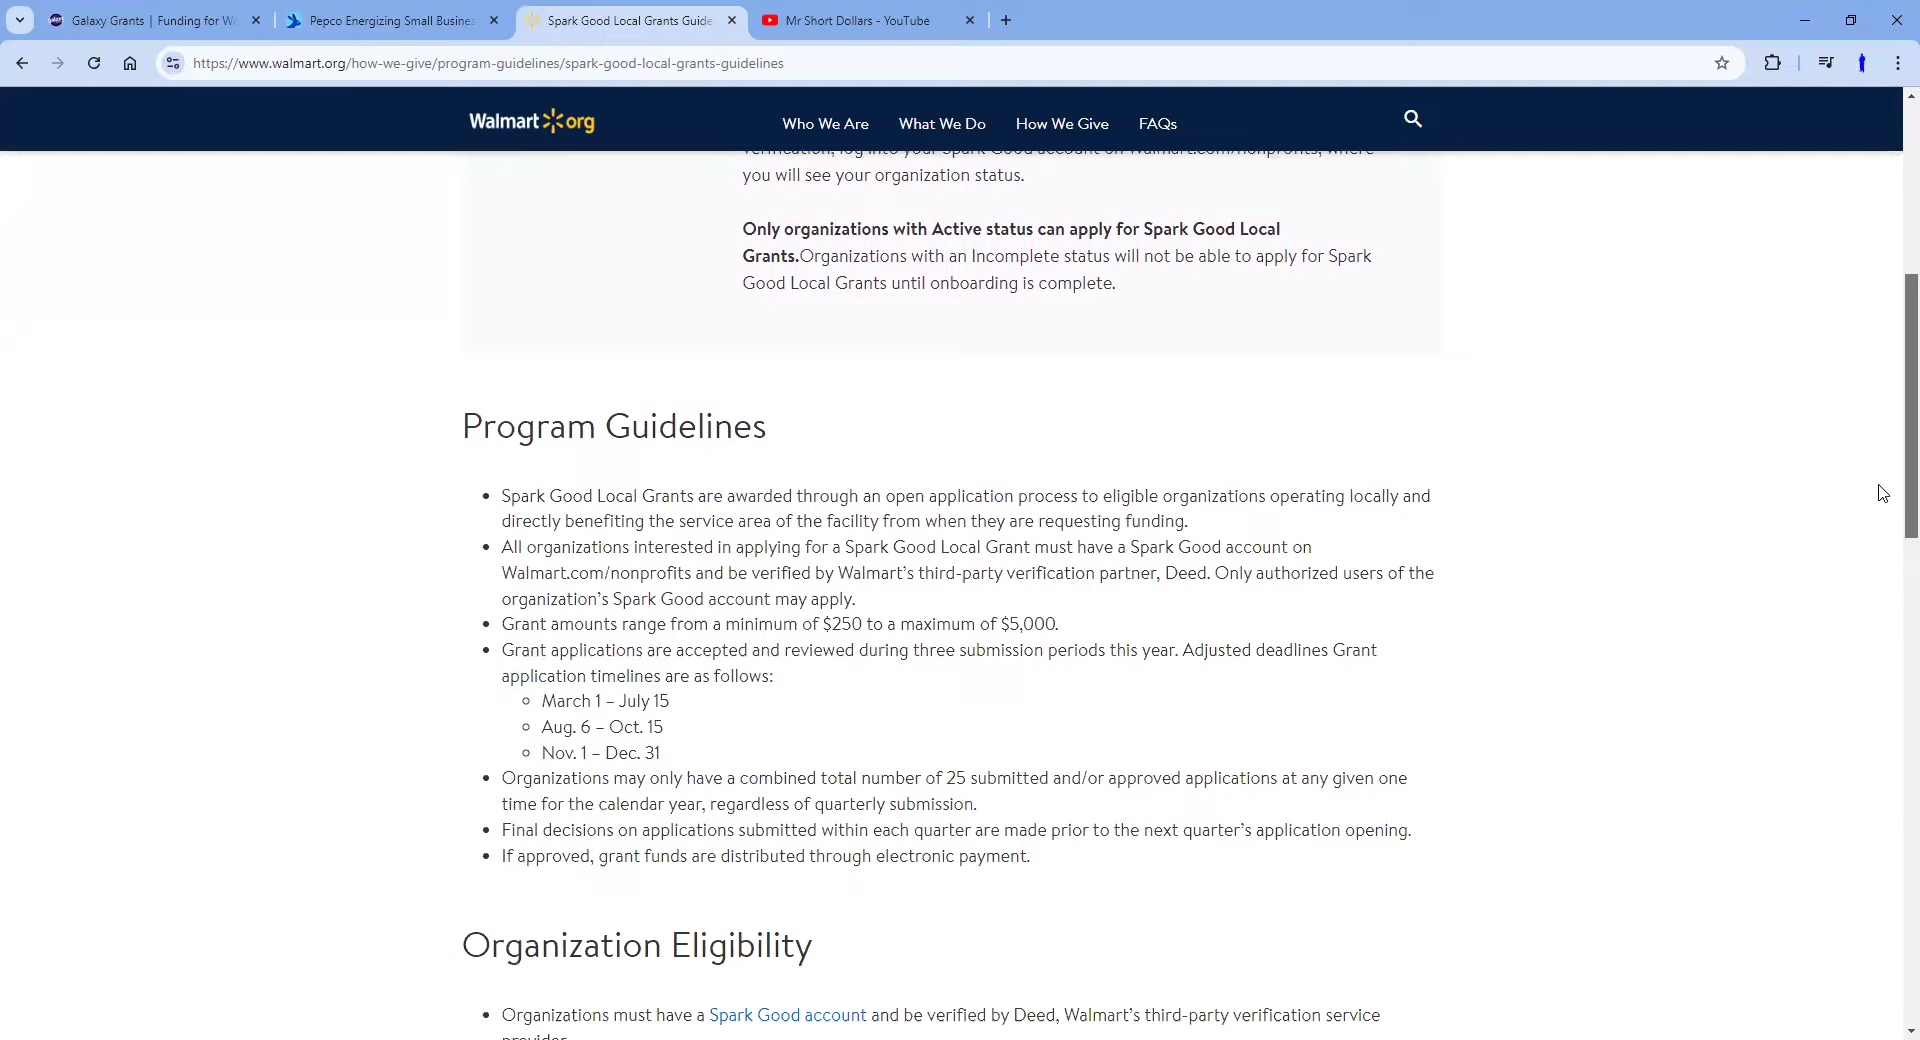 Galaxy Grants | Funding for W
Pepco Energizing Small Busines
Spark Good Local Grants Guide
Mr Short Dollars - YouTube
https://www.walmart.org/how-we-give/program-guidelines/spark-good-local-grants-guidelines
Walmart org
Who We Are
What We Do
How We Give
FAQs
verification, log into your Spark Good account on Walmart.com/nonprofits, where
you will see your organization status.
Only organizations with Active status can apply for Spark Good Local
Grants.Organizations with an Incomplete status will not be able to apply for Spark
Good Local Grants until onboarding is complete.
Program Guidelines
• Spark Good Local Grants are awarded through an open application process to eligible organizations operating locally and
directly benefiting the service area of the facility from when they are requesting funding.
• All organizations interested in applying for a Spark Good Local Grant must have a Spark Good account on
Walmart.com/nonprofits and be verified by Walmart’s third-party verification partner, Deed. Only authorized users of the
organization’s Spark Good account may apply.
• Grant amounts range from a minimum of $250 to a maximum of $5,000.
• Grant applications are accepted and reviewed during three submission periods this year. Adjusted deadlines Grant
application timelines are as follows:
○ March 1 – July 15
○ Aug. 6 – Oct. 15
○ Nov. 1 – Dec. 31
• Organizations may only have a combined total number of 25 submitted and/or approved applications at any given one
time for the calendar year, regardless of quarterly submission.
• Final decisions on applications submitted within each quarter are made prior to the next quarter’s application opening.
• If approved, grant funds are distributed through electronic payment.
Organization Eligibility
• Organizations must have a Spark Good account and be verified by Deed, Walmart’s third-party verification service
provider.